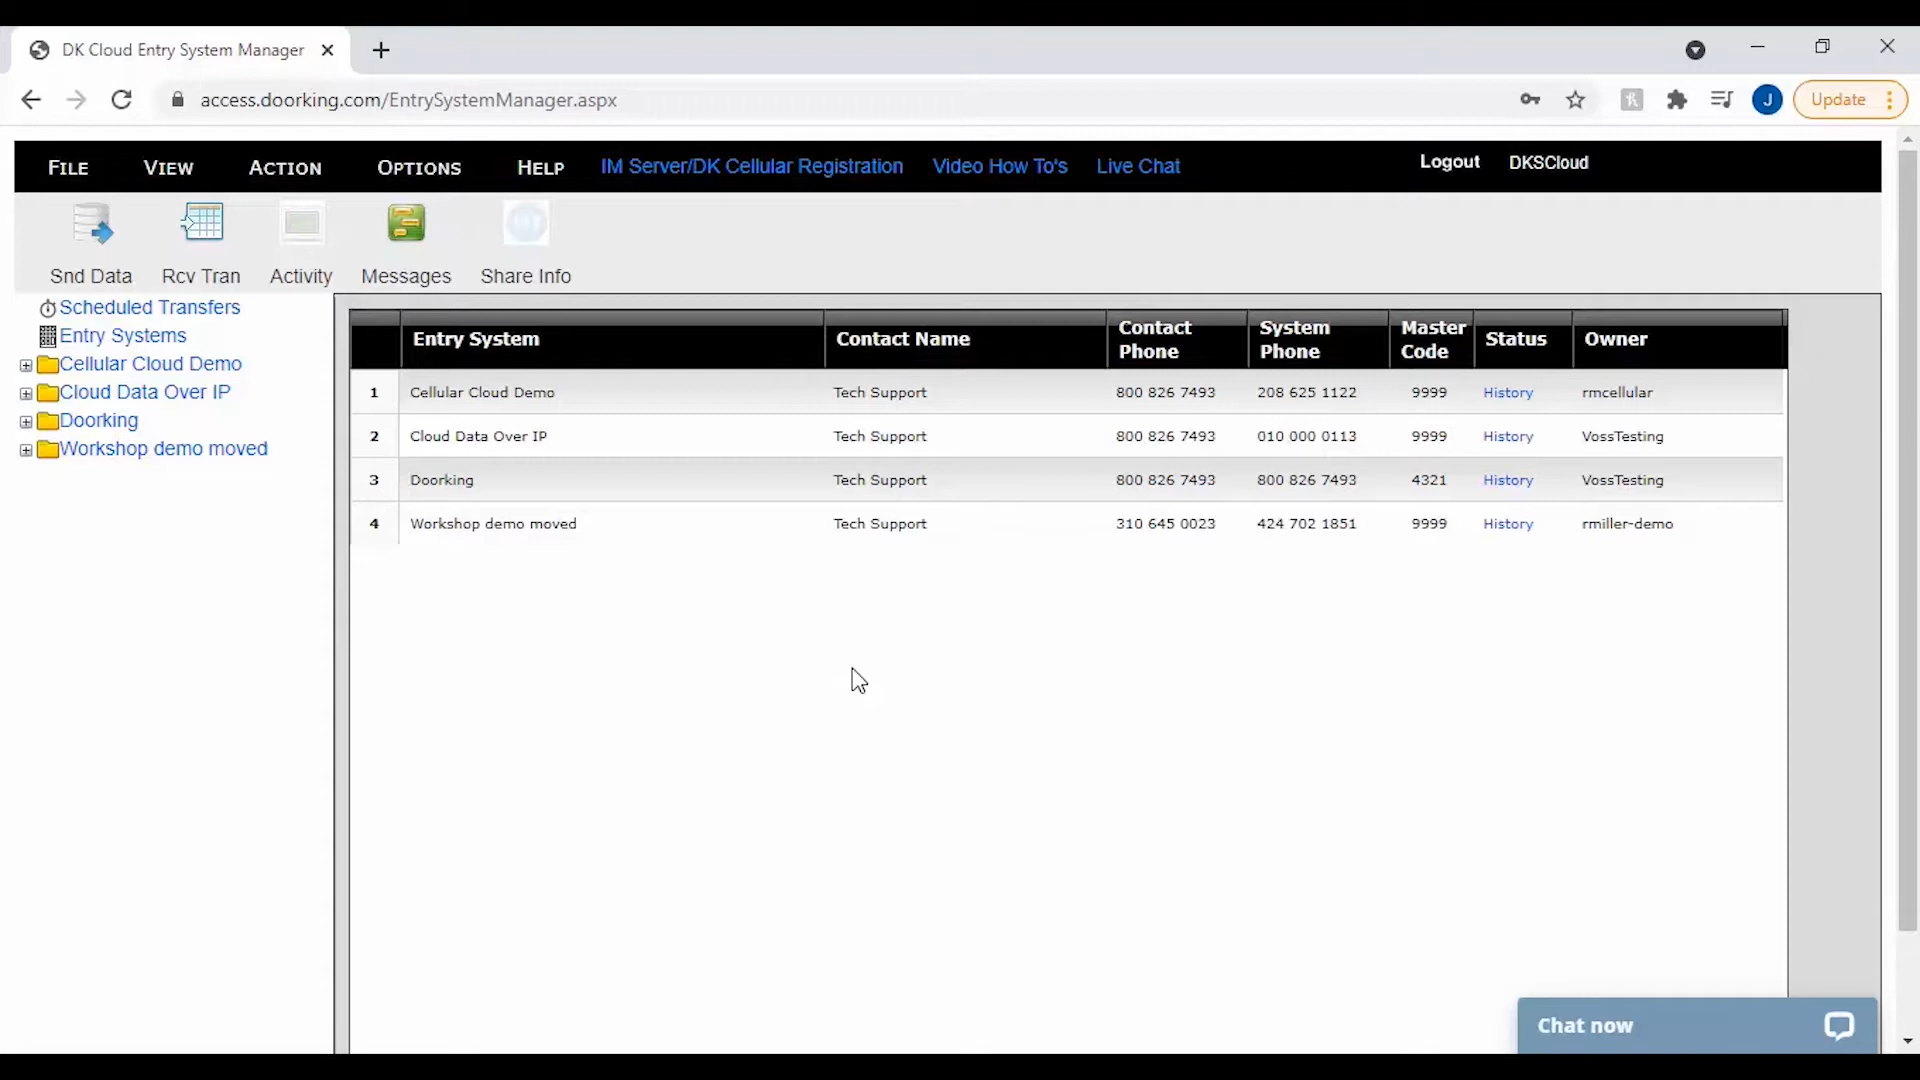 DK Cloud Entry System Manager
access.doorking.com/EntrySystemManager.aspx
J
Update
FILE VIEW ACTION OPTIONS HELP IM Server/DK Cellular Registration Video How To's Live Chat Logout DKSCloud
Snd Data Rcv Tran Activity Messages Share Info
Scheduled Transfers
Entry Systems
Cellular Cloud Demo
Cloud Data Over IP
Doorking
Workshop demo moved
Entry System Contact Name Contact Phone System Phone Master Code Status Owner
1 Cellular Cloud Demo Tech Support 800 826 7493 208 625 1122 9999 History rmcellular
2 Cloud Data Over IP Tech Support 800 826 7493 010 000 0113 9999 History VossTesting
3 Doorking Tech Support 800 826 7493 800 826 7493 4321 History VossTesting
4 Workshop demo moved Tech Support 310 645 0023 424 702 1851 9999 History rmiller-demo
Chat now